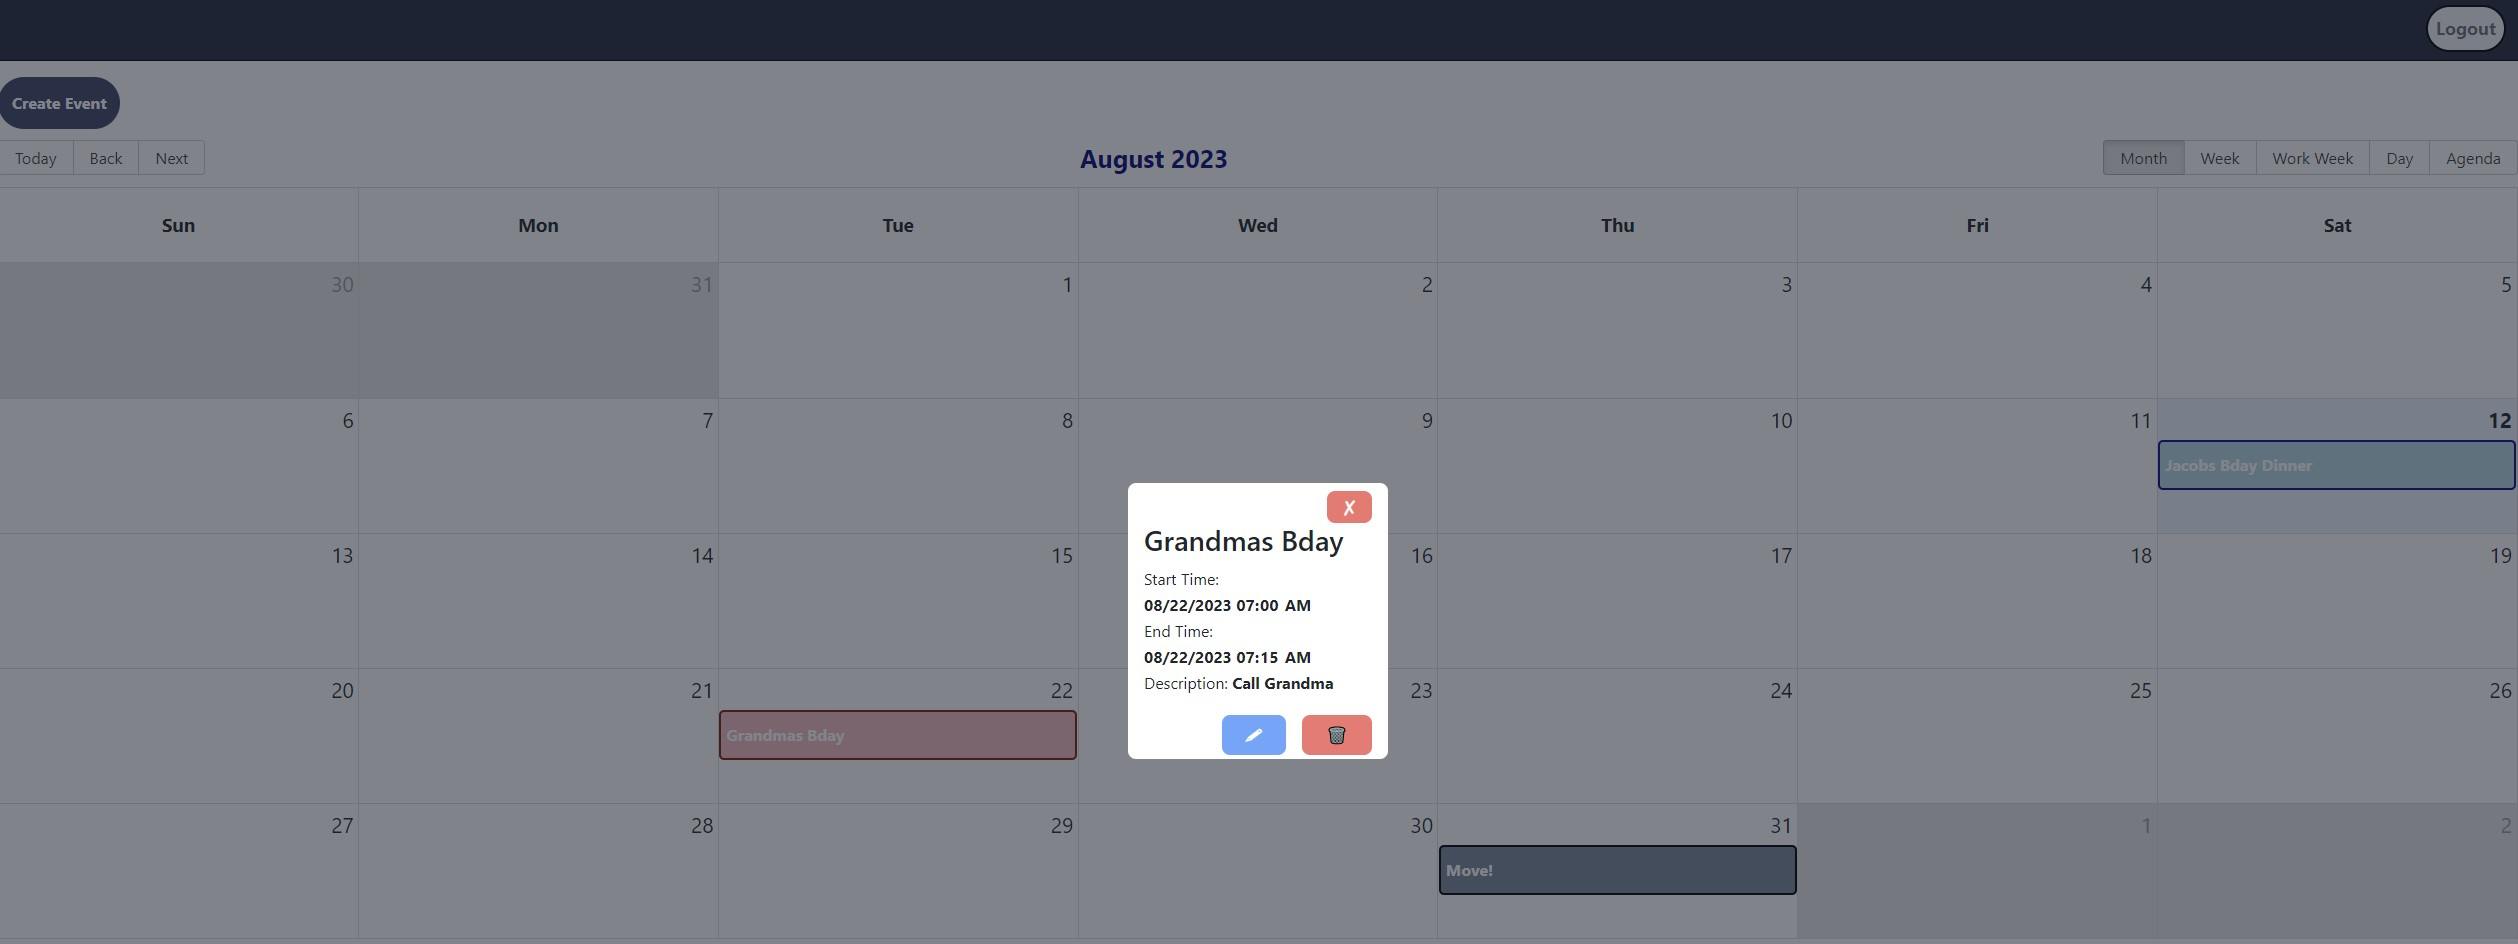 Logout
Create Event
Today Back Next
August 2023
Month Week Work Week Day Agenda
Sun Mon Tue Wed Thu Fri Sat
30 31 1 2 3 4 5
6 7 8 9 10 11 12
Jacobs Bday Dinner
13 14 15 16 17 18 19
20 21 22 23 24 25 26
Grandmas Bday
27 28 29 30 31 1 2
Move!
X
Grandmas Bday
Start Time:
08/22/2023 07:00 AM
End Time:
08/22/2023 07:15 AM
Description: Call Grandma